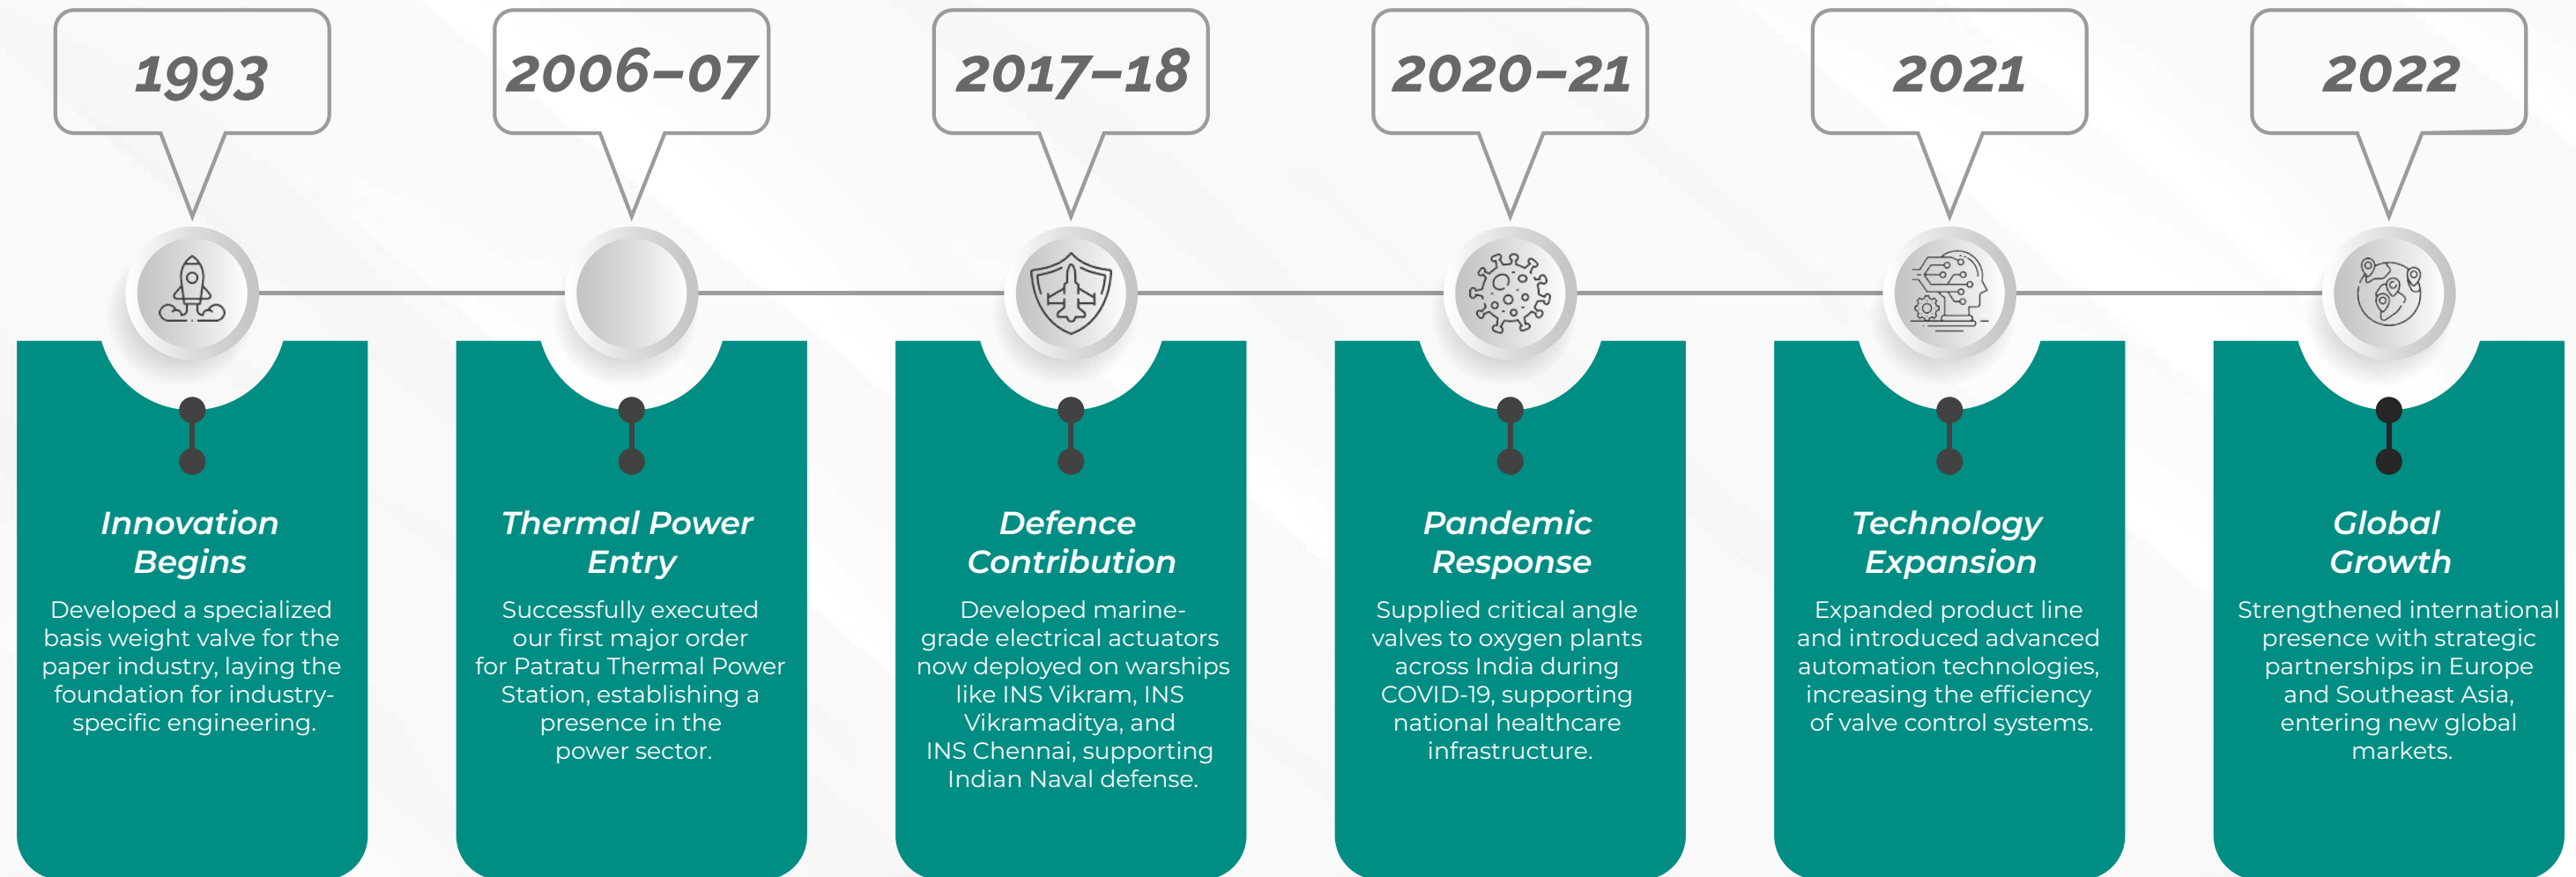 1993
Innovation
Begins
Developed a specialized
basis weight valve for the
paper industry, laying the
foundation for industry-
specific engineering.
2006–07
Thermal Power
Entry
Successfully executed
our first major order
for Patratu Thermal Power
Station, establishing a
presence in the
power sector.
2017–18
Defence
Contribution
Developed marine-
grade electrical actuators
now deployed on warships
like INS Vikram, INS
Vikramaditya, and
INS Chennai, supporting
Indian Naval defense.
2020–21
Pandemic
Response
Supplied critical angle
valves to oxygen plants
across India during
COVID-19, supporting
national healthcare
infrastructure.
2021
Technology
Expansion
Expanded product line
and introduced advanced
automation technologies,
increasing the efficiency
of valve control systems.
2022
Global
Growth
Strengthened international
presence with strategic
partnerships in Europe
and Southeast Asia,
entering new global
markets.